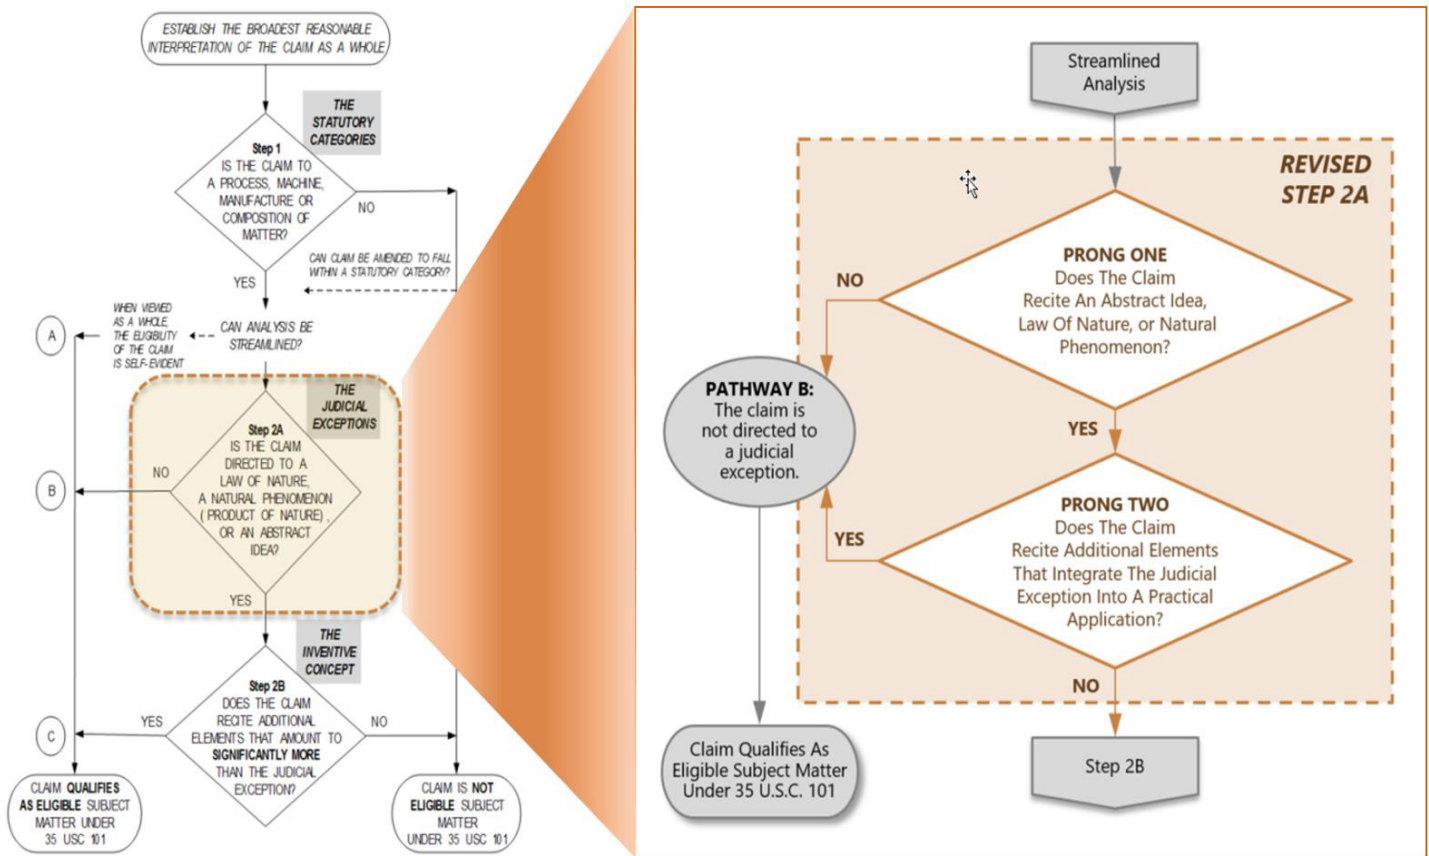 ESTABLISH THE BROADEST REASONABLE
INTERPRETATION OF THE CLAIM AS A WHOLE
THE
STATUTORY
CATEGORIES
Step 1
IS THE CLAIM TO
A PROCESS, MACHINE,
MANUFACTURE OR
COMPOSITION OF
MATTER?
NO
YES
CAN CLAIM BE AMENDED TO FALL
WITHIN A STATUTORY CATEGORY?
WHEN VIEWED
AS A WHOLE,
THE ELIGIBILITY
OF THE CLAIM
IS SELF-EVIDENT
A
CAN ANALYSIS BE
STREAMLINED?
THE
JUDICIAL
EXCEPTIONS
Step 2A
IS THE CLAIM
DIRECTED TO A
LAW OF NATURE,
A NATURAL PHENOMENON
( PRODUCT OF NATURE) ,
OR AN ABSTRACT
IDEA?
NO
B
YES
THE
INVENTIVE
CONCEPT
Step 2B
DOES THE CLAIM
RECITE ADDITIONAL
ELEMENTS THAT AMOUNT TO
SIGNIFICANTLY MORE
THAN THE JUDICIAL
EXCEPTION?
YES
NO
C
CLAIM QUALIFIES
AS ELIGIBLE SUBJECT
MATTER UNDER
35 USC 101
CLAIM IS NOT
ELIGIBLE SUBJECT
MATTER
UNDER 35 USC 101
Streamlined
Analysis
REVISED
STEP 2A
PRONG ONE
Does The Claim
Recite An Abstract Idea,
Law Of Nature, or Natural
Phenomenon?
NO
YES
PATHWAY B:
The claim is
not directed to
a judicial
exception.
PRONG TWO
Does The Claim
Recite Additional Elements
That Integrate The Judicial
Exception Into A Practical
Application?
YES
NO
Claim Qualifies As
Eligible Subject Matter
Under 35 U.S.C. 101
Step 2B